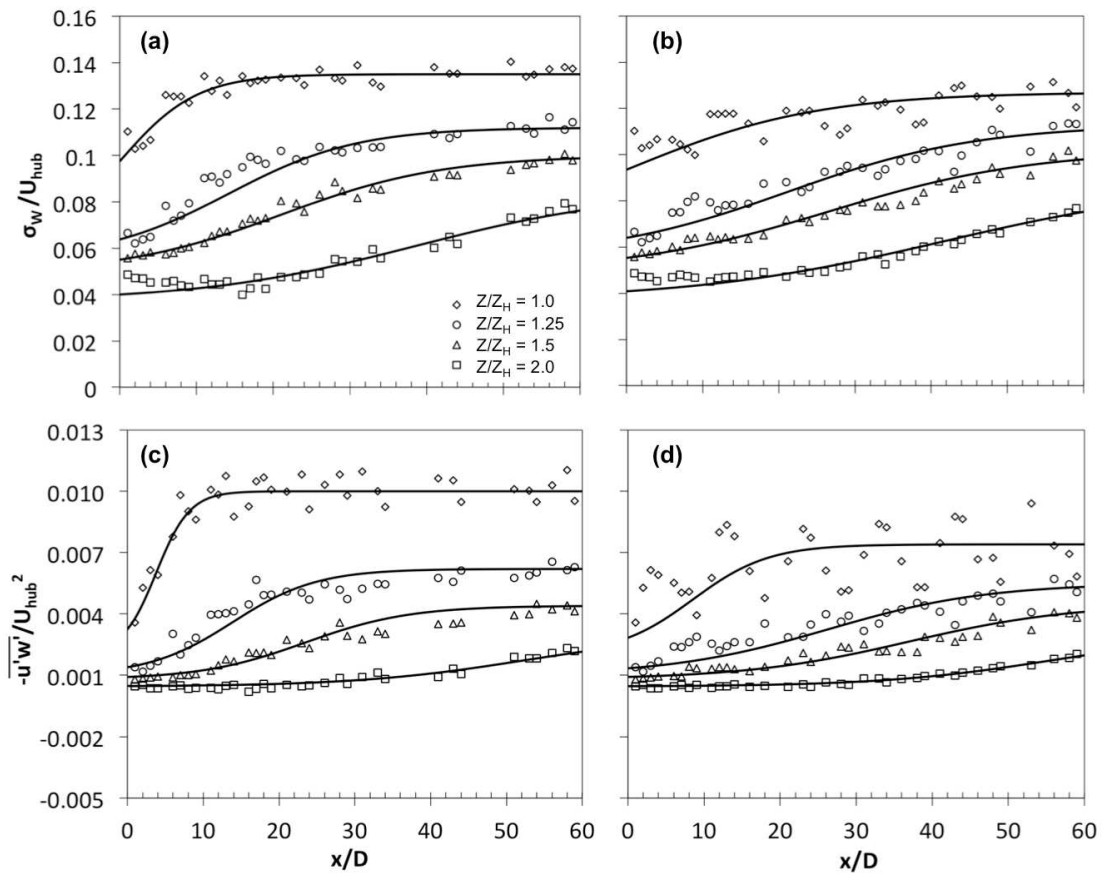 0.16
0.14
0.12
0.1
0.08
0.06
0.04
0.02
0
σW /Uhub
(a)
Z/ZH = 1.0
Z/ZH = 1.25
Z/ZH = 1.5
Z/ZH = 2.0
(b)
0.013
0.010
0.007
0.004
0.001
-0.002
-0.005
-u'w'/Uhub²
(c)
(d)
0 10 20 30 40 50 60
0 10 20 30 40 50 60
x/D
x/D